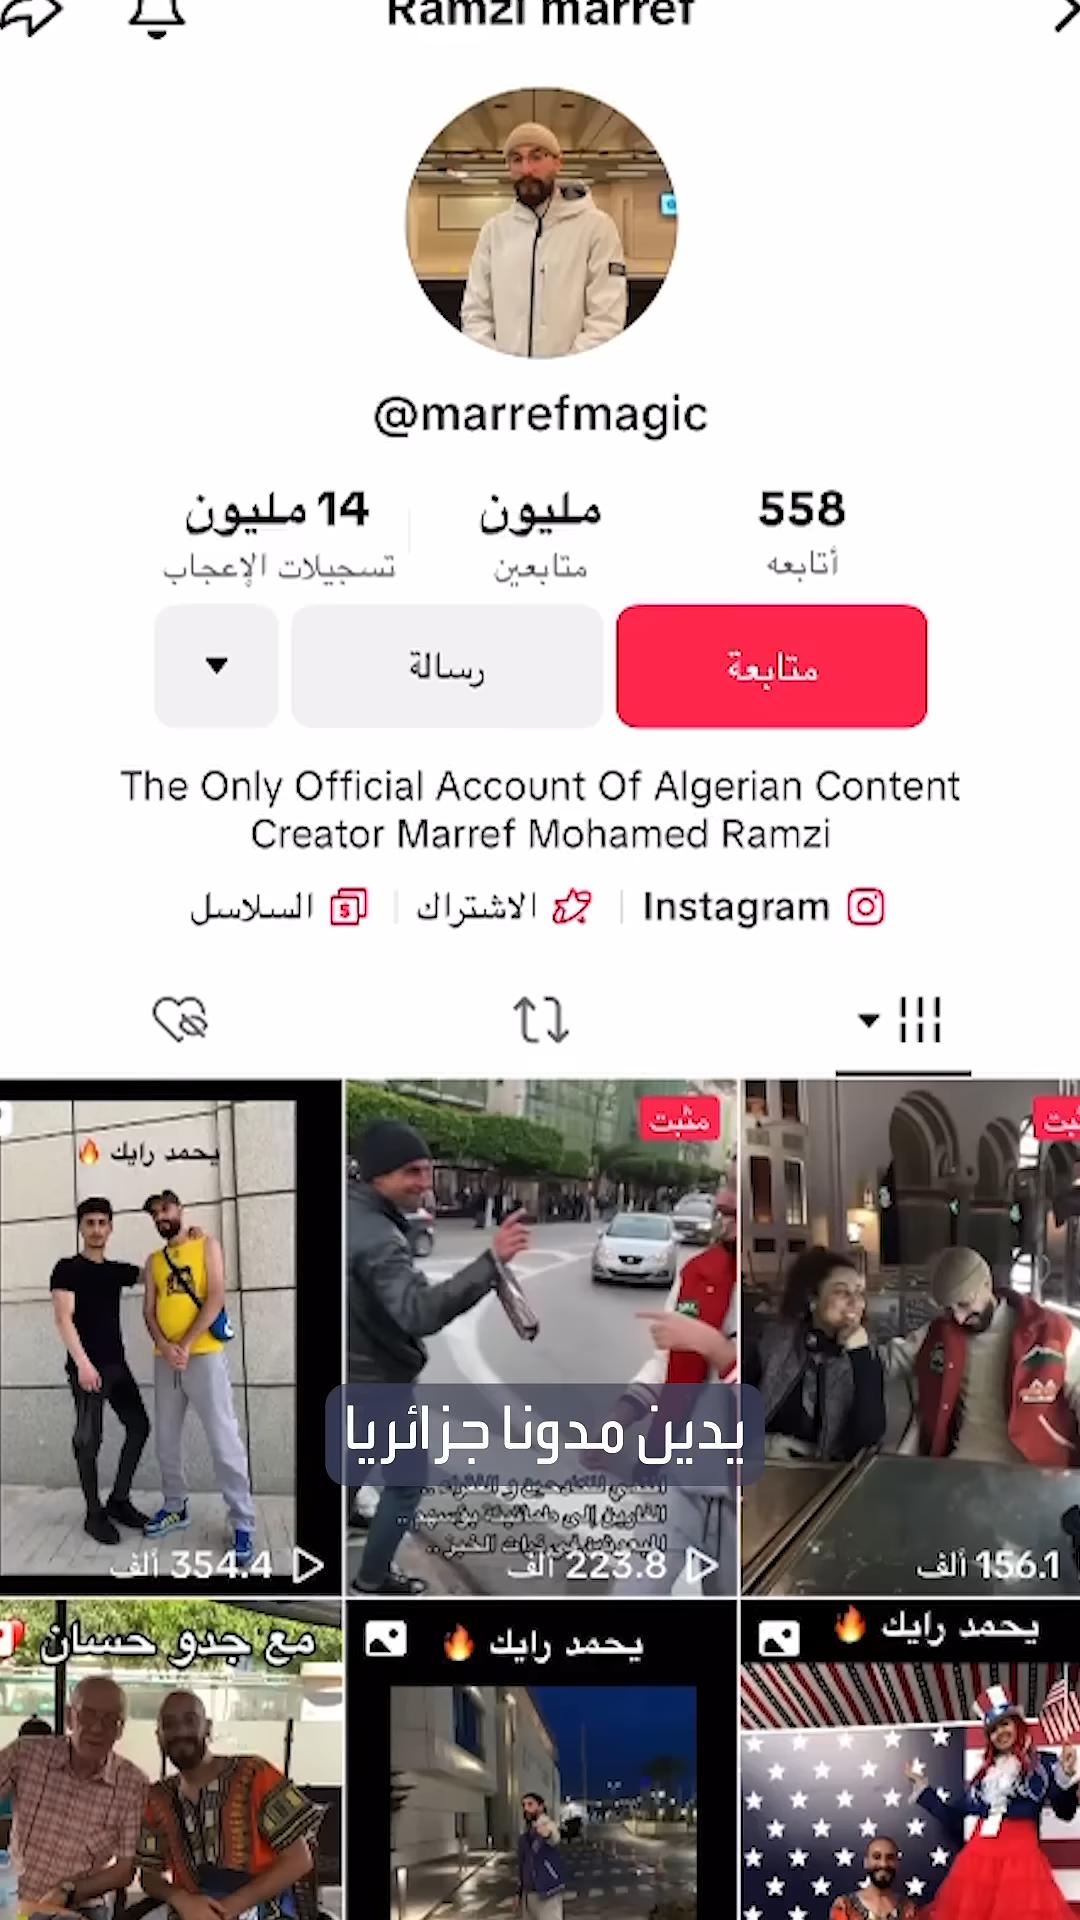 Ramzi marref
@marrefmagic
558
أتابعه
مليون
متابعين
14 مليون
تسجيلات الإعجاب
متابعة
رسالة
The Only Official Account Of Algerian Content
Creator Marref Mohamed Ramzi
Instagram
الاشتراك
السلاسل
يحمد رايك 🔥
مثبت
يدين مدونا جزائريا
354.4 ألف
223.8 ألف
156.1 ألف
مع جدو حسان
يحمد رايك 🔥
يحمد رايك 🔥